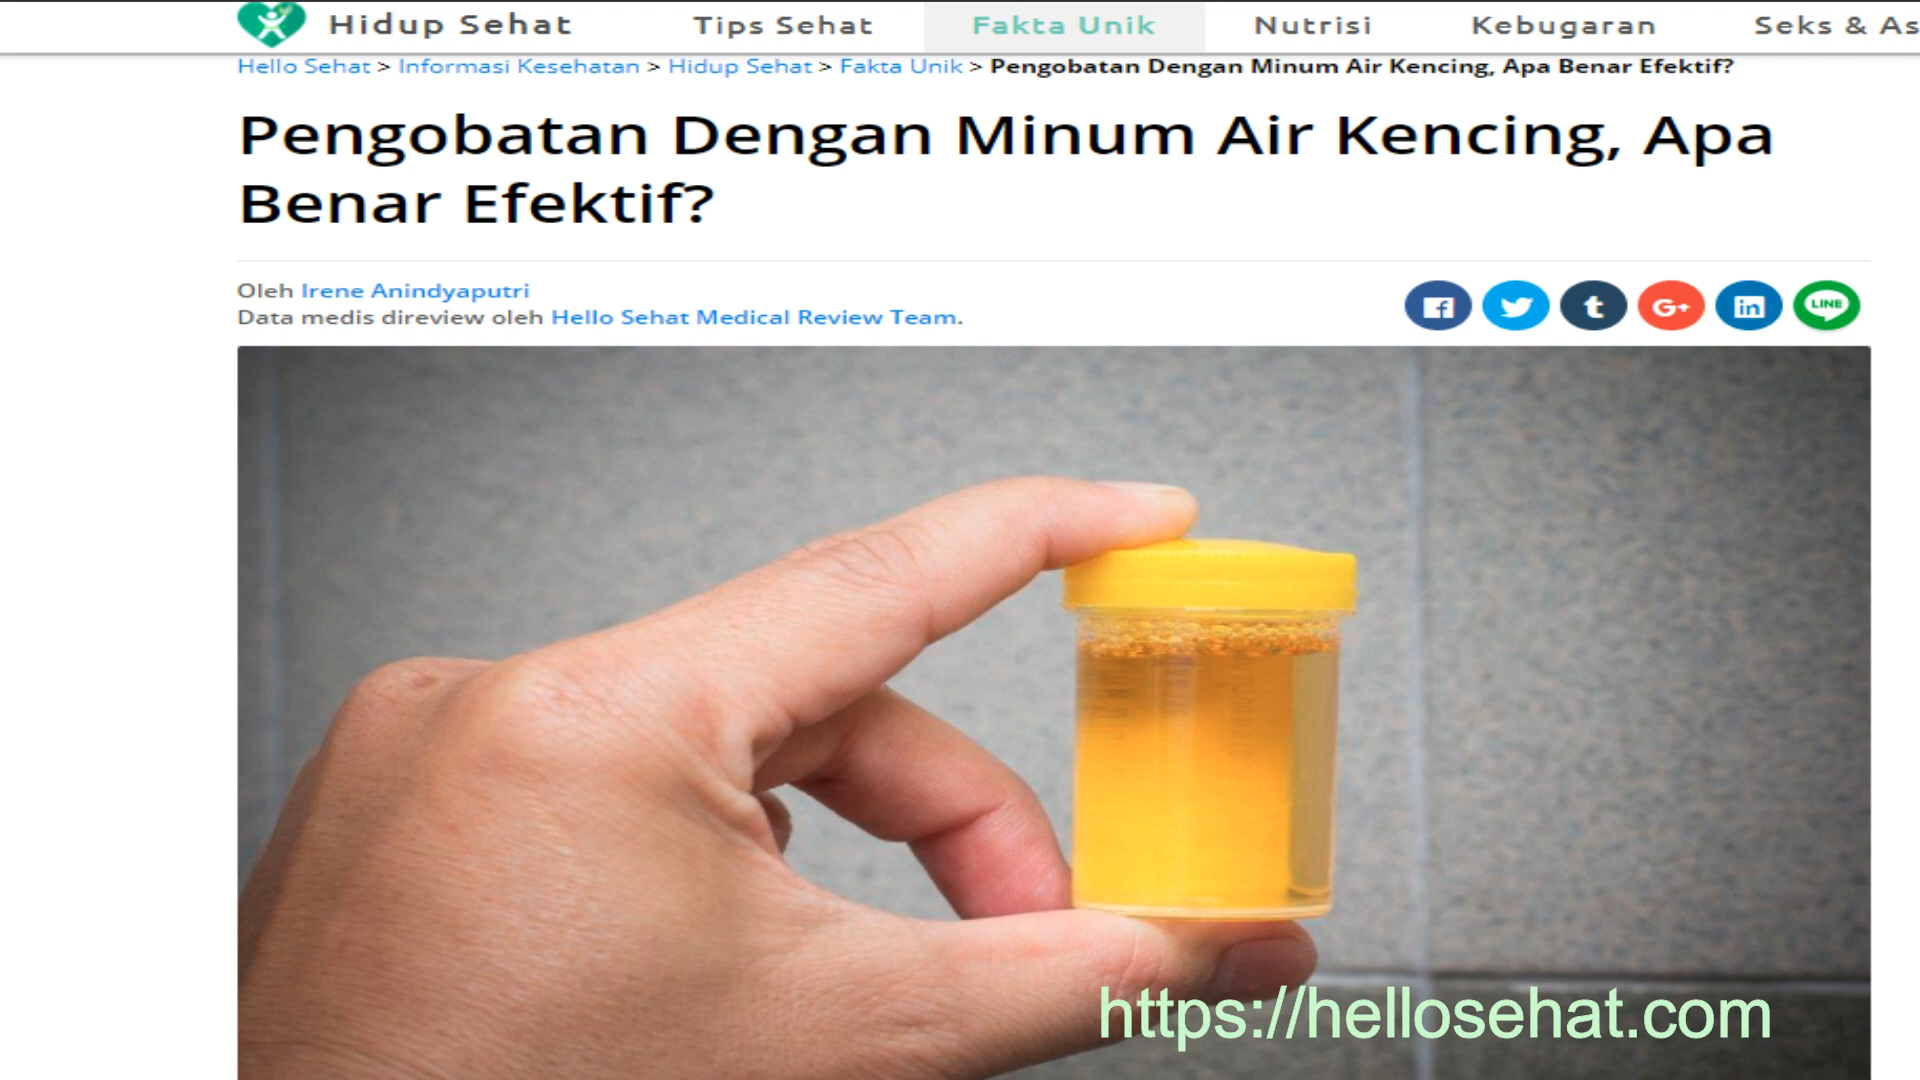 Hidup Sehat Tips Sehat Fakta Unik Nutrisi Kebugaran Seks & As
Hello Sehat > Informasi Kesehatan > Hidup Sehat > Fakta Unik > Pengobatan Dengan Minum Air Kencing, Apa Benar Efektif?
Pengobatan Dengan Minum Air Kencing, Apa
Benar Efektif?
Oleh Irene Anindyaputri
Data medis direview oleh Hello Sehat Medical Review Team.
f t G+ in LINE
https://hellosehat.com